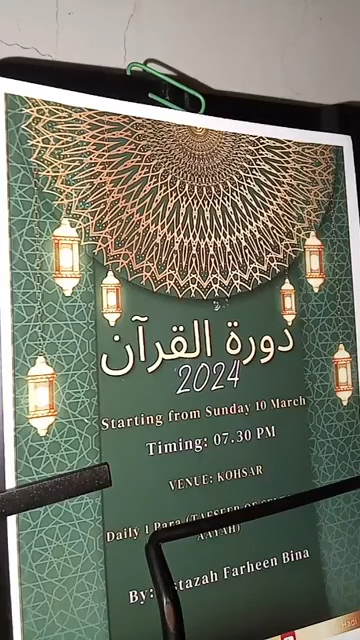 دورة القرآن
2024
Starting from Sunday 10 March
Timing: 07.30 PM
VENUE: KOHSAR
Daily 1 Para (TAFSEER OF
AAYAH)
By: Farheen Bina